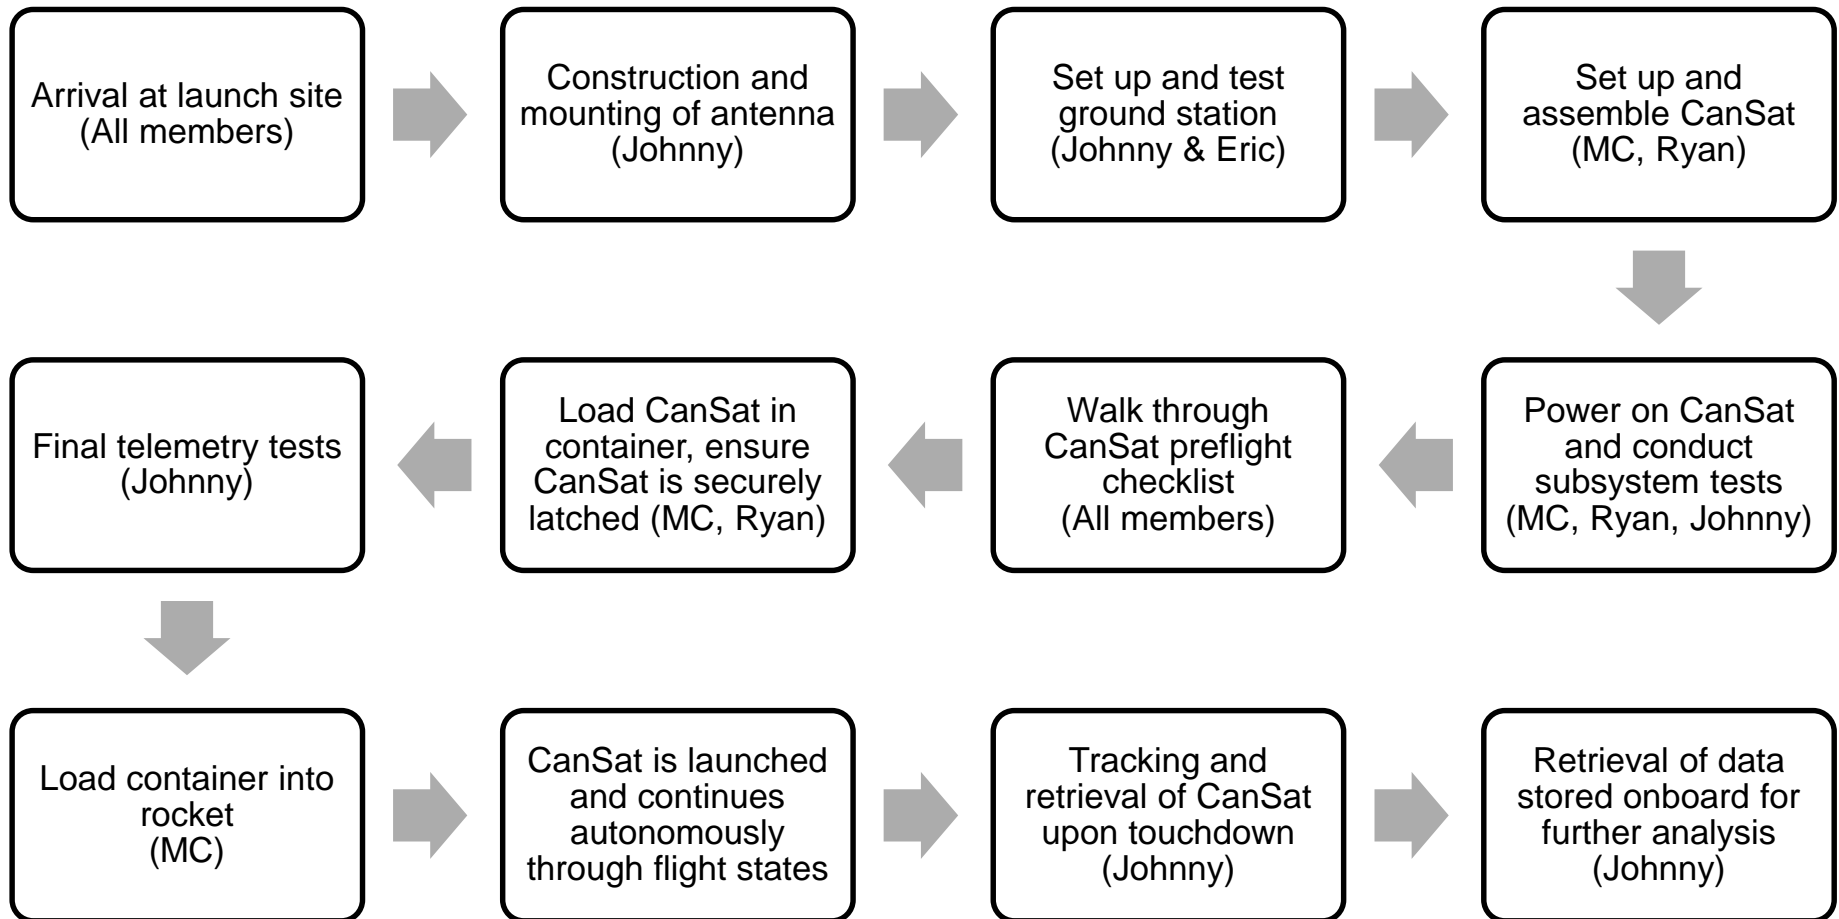 Arrival at launch site
(All members)
Construction and
mounting of antenna
(Johnny)
Set up and test
ground station
(Johnny & Eric)
Set up and
assemble CanSat
(MC, Ryan)
Power on CanSat
and conduct
subsystem tests
(MC, Ryan, Johnny)
Walk through
CanSat preflight
checklist
(All members)
Load CanSat in
container, ensure
CanSat is securely
latched (MC, Ryan)
Final telemetry tests
(Johnny)
Load container into
rocket
(MC)
CanSat is launched
and continues
autonomously
through flight states
Tracking and
retrieval of CanSat
upon touchdown
(Johnny)
Retrieval of data
stored onboard for
further analysis
(Johnny)